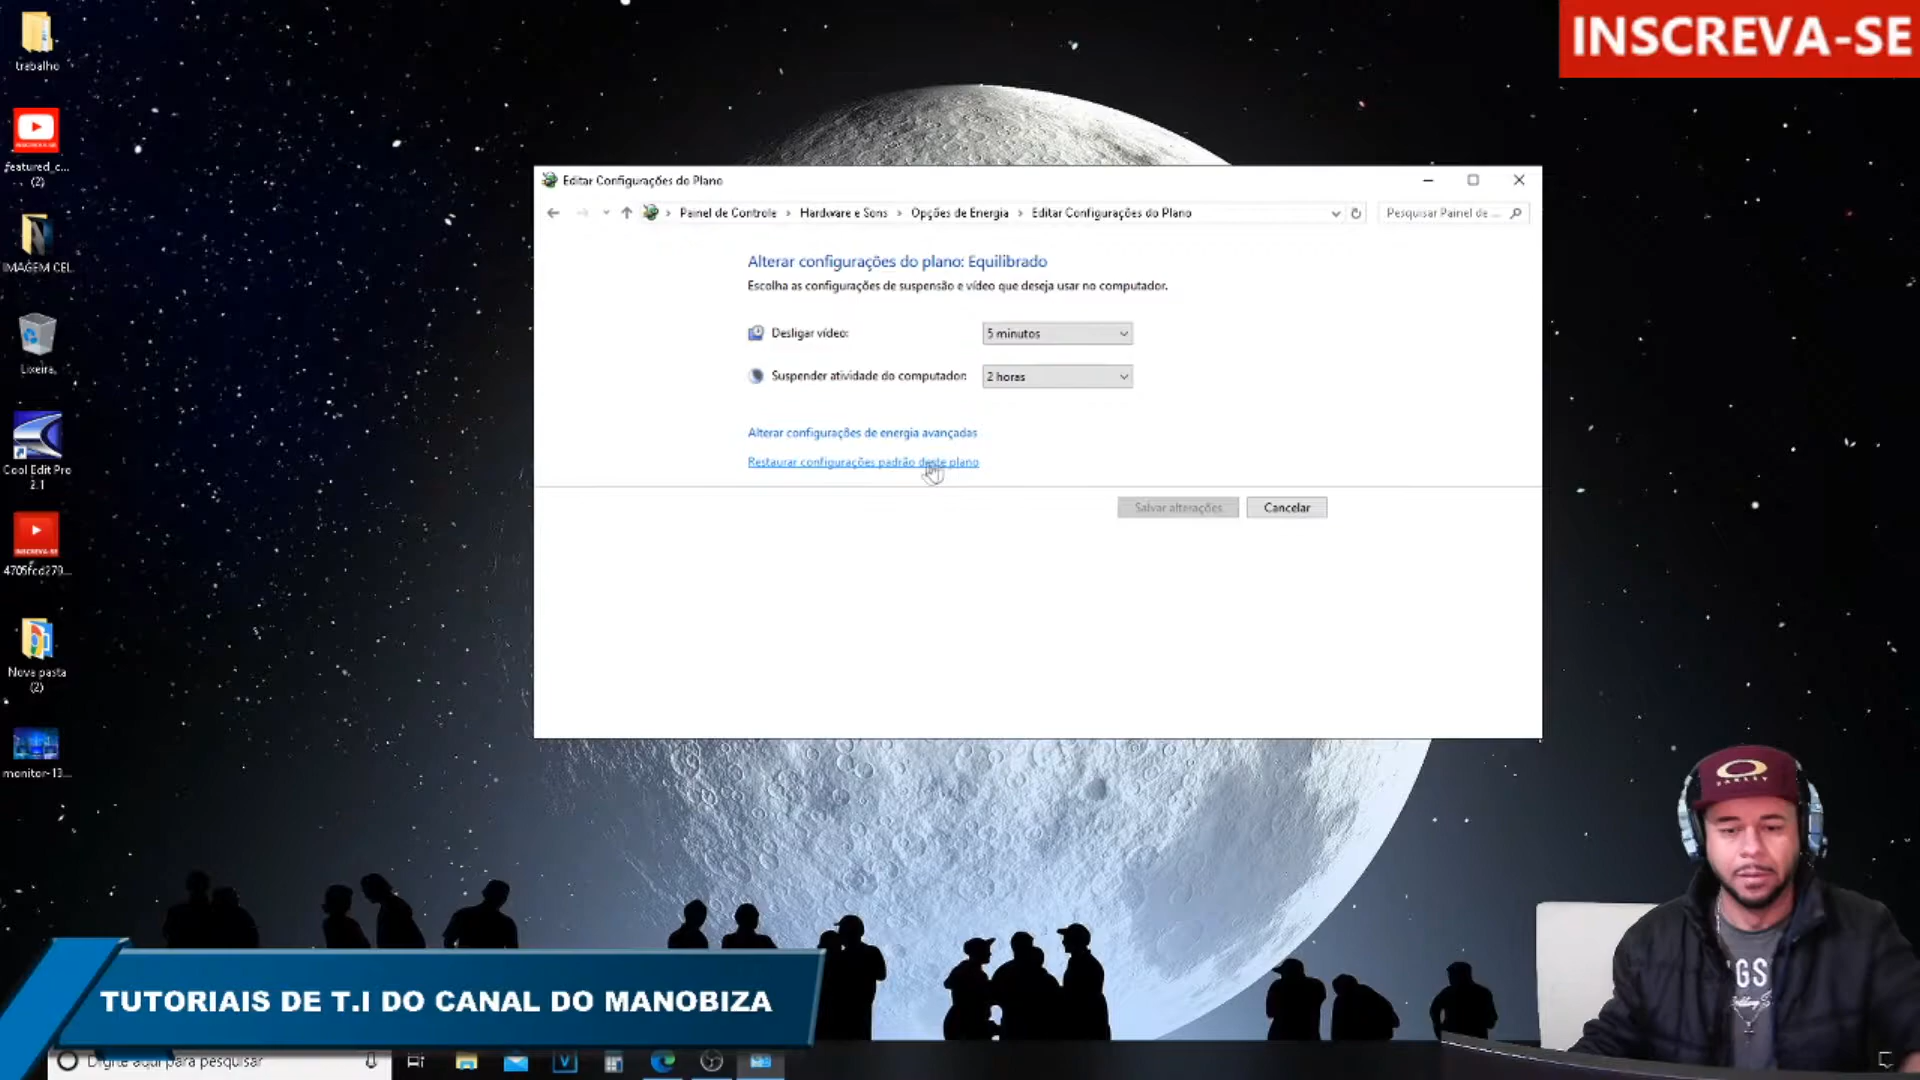 INSCREVA-SE
trabalho
featured_c...
(2)
IMAGEM CEL
Lixeira
Cool Edit Pro
2.1
INSCREVA-SE
4705fcd279...
Nova pasta
(2)
monitor-13...
Editar Configurações do Plano
Painel de Controle
Hardware e Sons
Opções de Energia
Editar Configurações do Plano
Pesquisar Painel de ...
Alterar configurações do plano: Equilibrado
Escolha as configurações de suspensão e vídeo que deseja usar no computador.
Desligar vídeo:
5 minutos
Suspender atividade do computador:
2 horas
Alterar configurações de energia avançadas
Restaurar configurações padrão deste plano
Salvar alterações
Cancelar
OAKLEY
TUTORIAIS DE T.I DO CANAL DO MANOBIZA
Digite aqui para pesquisar